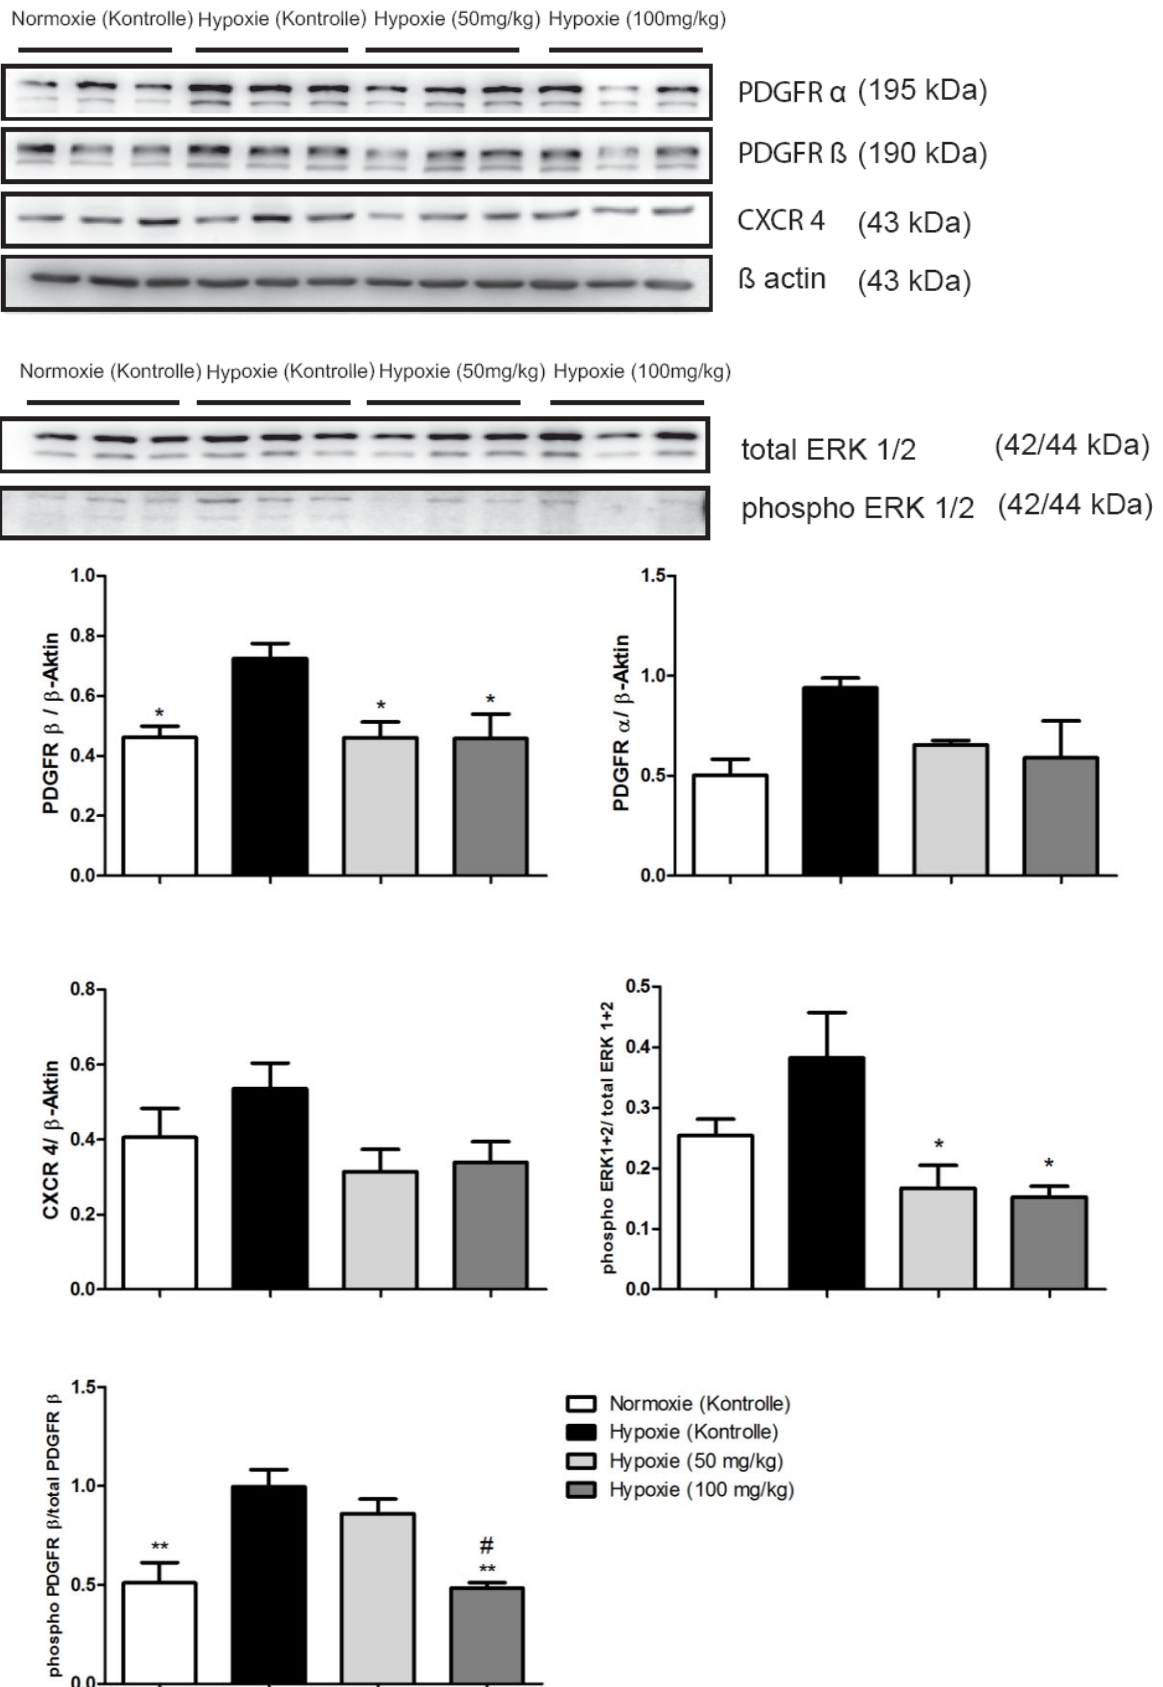 Normoxie (Kontrolle) Hypoxie (Kontrolle) Hypoxie (50mg/kg) Hypoxie (100mg/kg)
PDGFR α (195 kDa)
PDGFR ß (190 kDa)
CXCR 4 (43 kDa)
ß actin (43 kDa)
Normoxie (Kontrolle) Hypoxie (Kontrolle) Hypoxie (50mg/kg) Hypoxie (100mg/kg)
total ERK 1/2 (42/44 kDa)
phospho ERK 1/2 (42/44 kDa)
PDGFR β / β-Aktin
1.0
0.8
0.6
0.4
0.2
0.0
*
*
*
PDGFR α/ β-Aktin
1.5
1.0
0.5
0.0
CXCR 4/ β-Aktin
0.8
0.6
0.4
0.2
0.0
phospho ERK1+2/ total ERK 1+2
0.5
0.4
0.3
0.2
0.1
0.0
*
*
phospho PDGFR β/total PDGFR β
1.5
1.0
0.5
0.0
**
#
**
Normoxie (Kontrolle)
Hypoxie (Kontrolle)
Hypoxie (50 mg/kg)
Hypoxie (100 mg/kg)